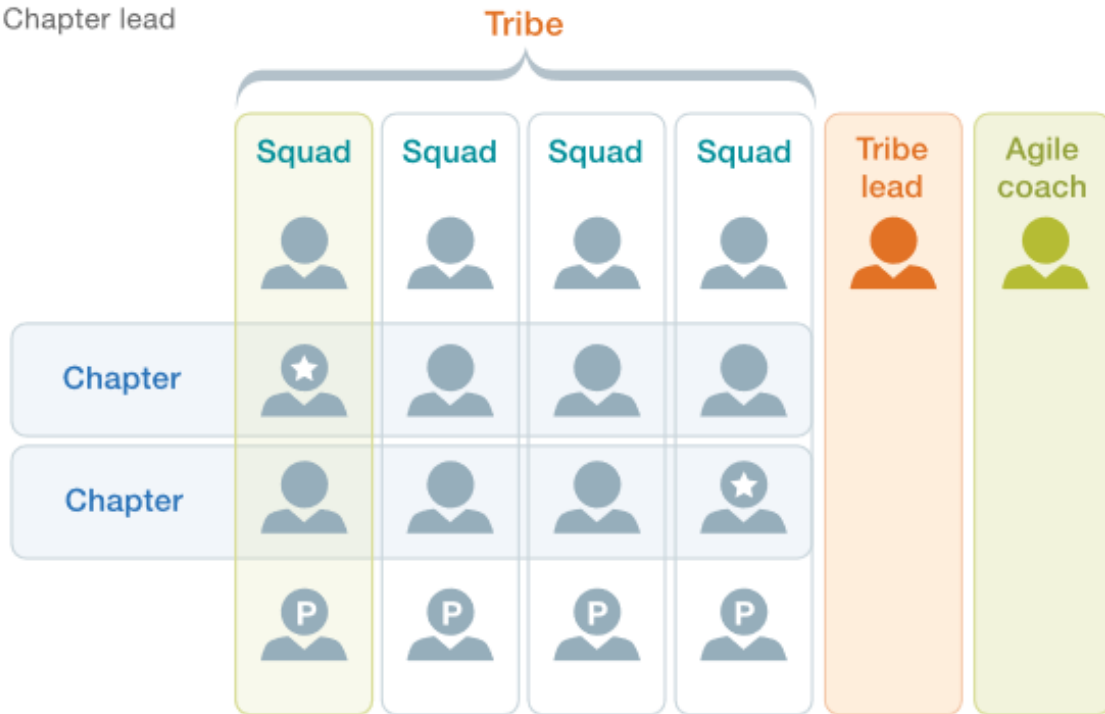 Chapter lead
Tribe
Squad Squad Squad Squad Tribe lead Agile coach
Chapter
Chapter
P P P P